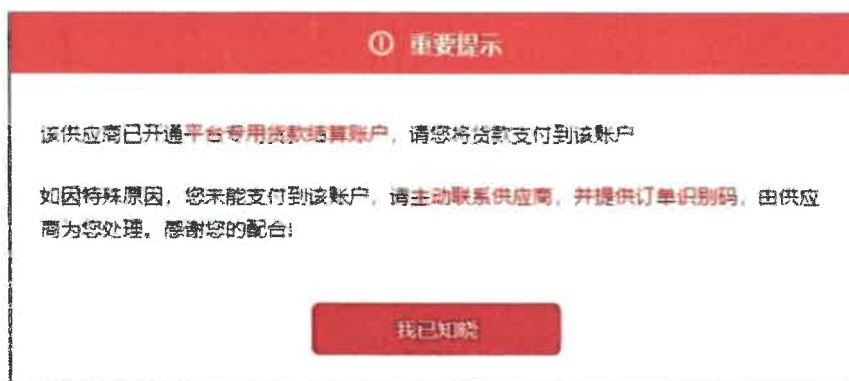 重要提示
该供应商已开通平台专用货款结算账户，请您将货款支付到该账户
如因特殊原因，您未能支付到该账户，请主动联系供应商，并提供订单识别码，由供应
商为您处理。感谢您的配合！
我已知晓